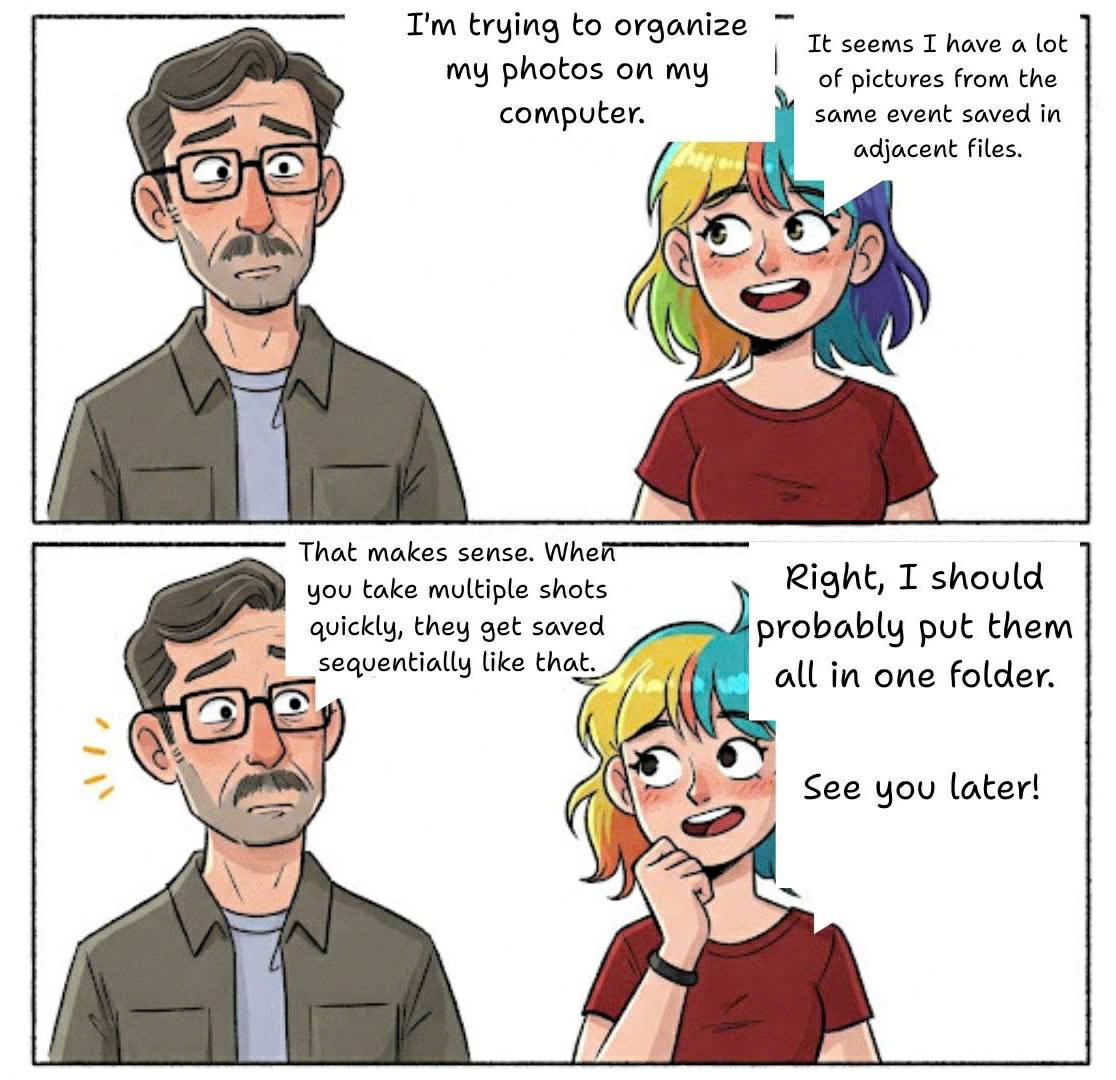 I'm trying to organize
my photos on my
computer.
It seems I have a lot
of pictures from the
same event saved in
adjacent files.
That makes sense. When
you take multiple shots
quickly, they get saved
sequentially like that.
Right, I should
probably put them
all in one folder.
See you later!